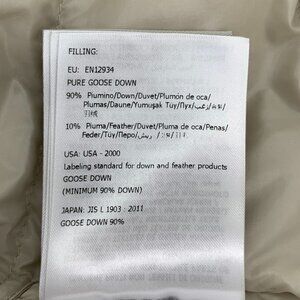 FILLING:
EU: EN12934
PURE GOOSE DOWN
90% Piumino/Down/Duvet/Plumón de oca/
Plumas/Daune/Yumuşak Tüy/Пух/
10% Piuma/Feather/Duvet/Pluma de oca/Penas/
Feder/Tüy/Перо/
USA: USA - 2000
Labeling standard for down and feather products
GOOSE DOWN
(MINIMUM 90% DOWN)
JAPAN: JIS L 1903 : 2011
GOOSE DOWN 90%